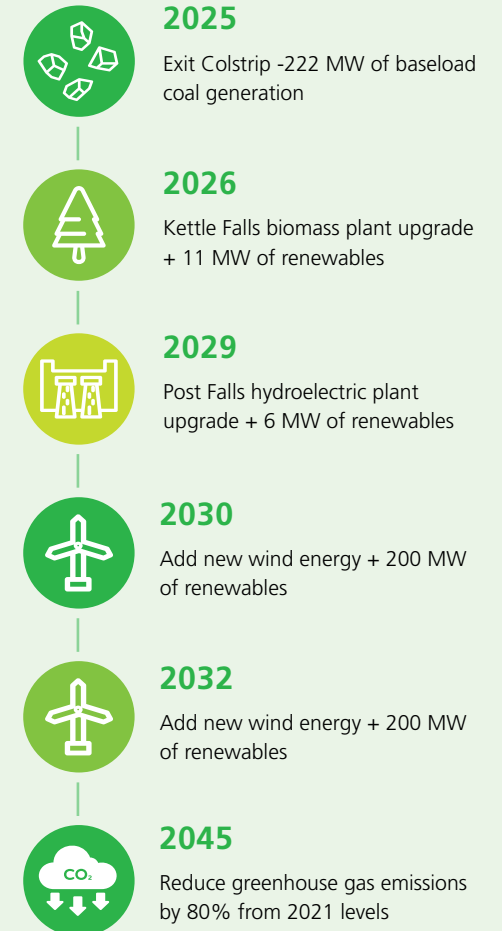 2025
Exit Colstrip -222 MW of baseload
coal generation
2026
Kettle Falls biomass plant upgrade
+ 11 MW of renewables
2029
Post Falls hydroelectric plant
upgrade + 6 MW of renewables
2030
Add new wind energy + 200 MW
of renewables
2032
Add new wind energy + 200 MW
of renewables
2045
CO₂
Reduce greenhouse gas emissions
by 80% from 2021 levels